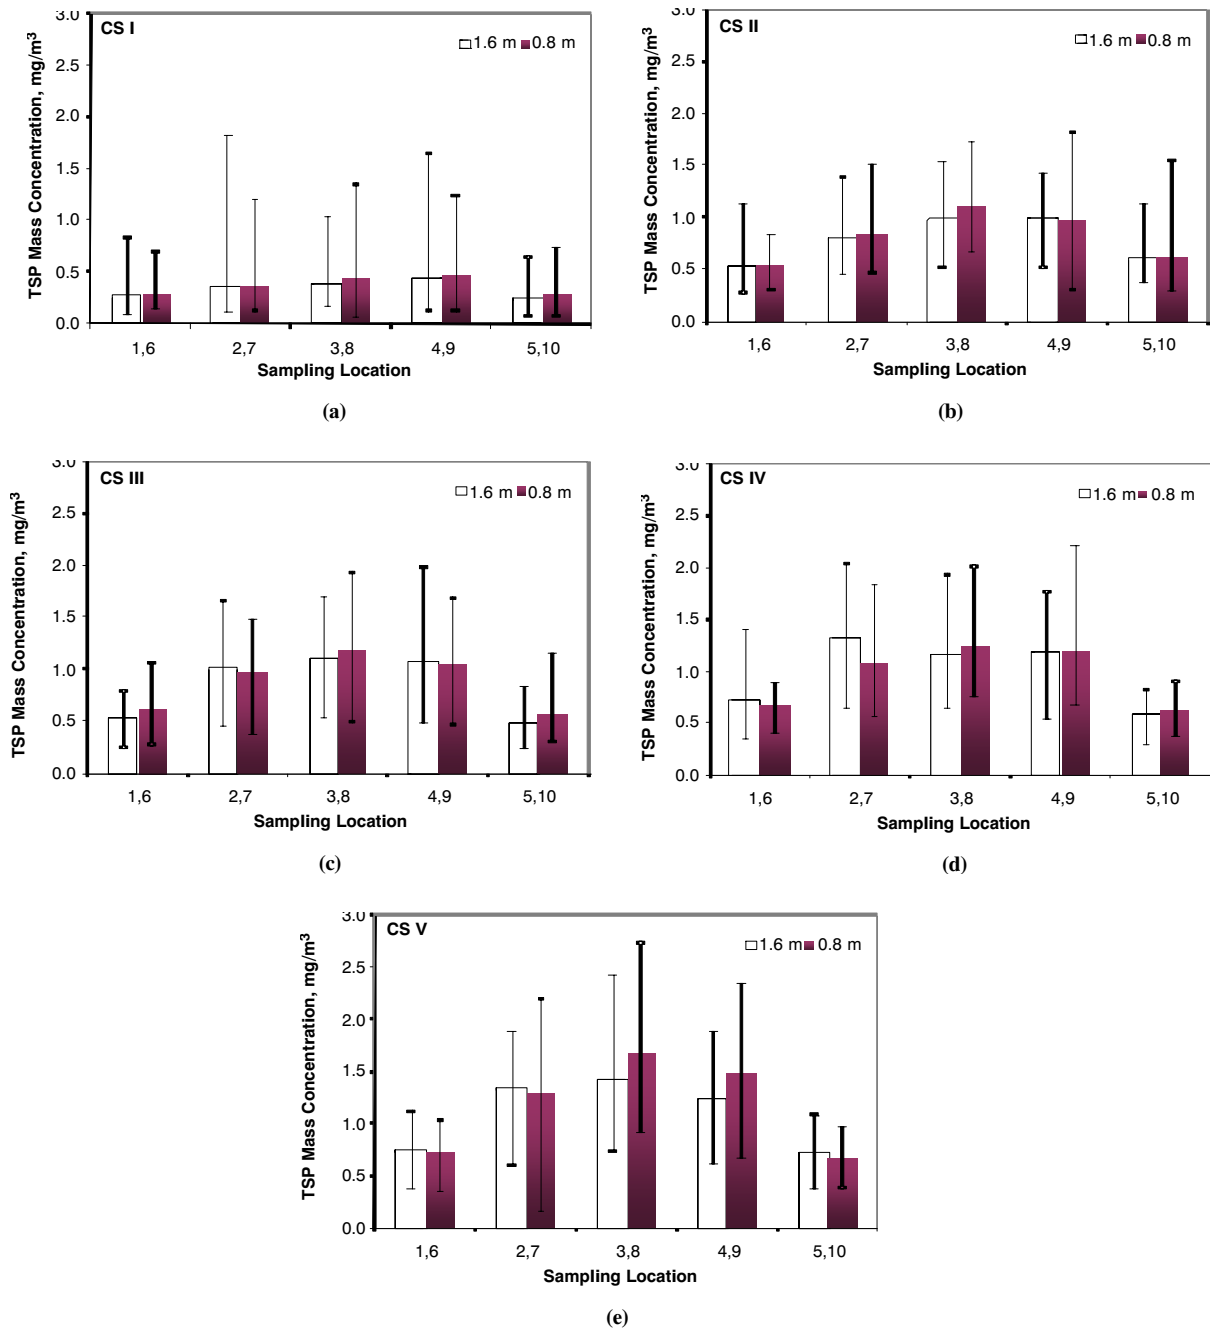 CS I
1.6 m 0.8 m
TSP Mass Concentration, mg/m³
3.0
2.5
2.0
1.5
1.0
0.5
0.0
1,6 2,7 3,8 4,9 5,10
Sampling Location
(a)
CS II
1.6 m 0.8 m
TSP Mass Concentration, mg/m³
3.0
2.5
2.0
1.5
1.0
0.5
0.0
1,6 2,7 3,8 4,9 5,10
Sampling Location
(b)
CS III
1.6 m 0.8 m
TSP Mass Concentration, mg/m³
3.0
2.5
2.0
1.5
1.0
0.5
0.0
1,6 2,7 3,8 4,9 5,10
Sampling Location
(c)
CS IV
1.6 m 0.8 m
TSP Mass Concentration, mg/m³
3.0
2.5
2.0
1.5
1.0
0.5
0.0
1,6 2,7 3,8 4,9 5,10
Sampling Location
(d)
CS V
1.6 m 0.8 m
TSP Mass Concentration, mg/m³
3.0
2.5
2.0
1.5
1.0
0.5
0.0
1,6 2,7 3,8 4,9 5,10
Sampling Location
(e)